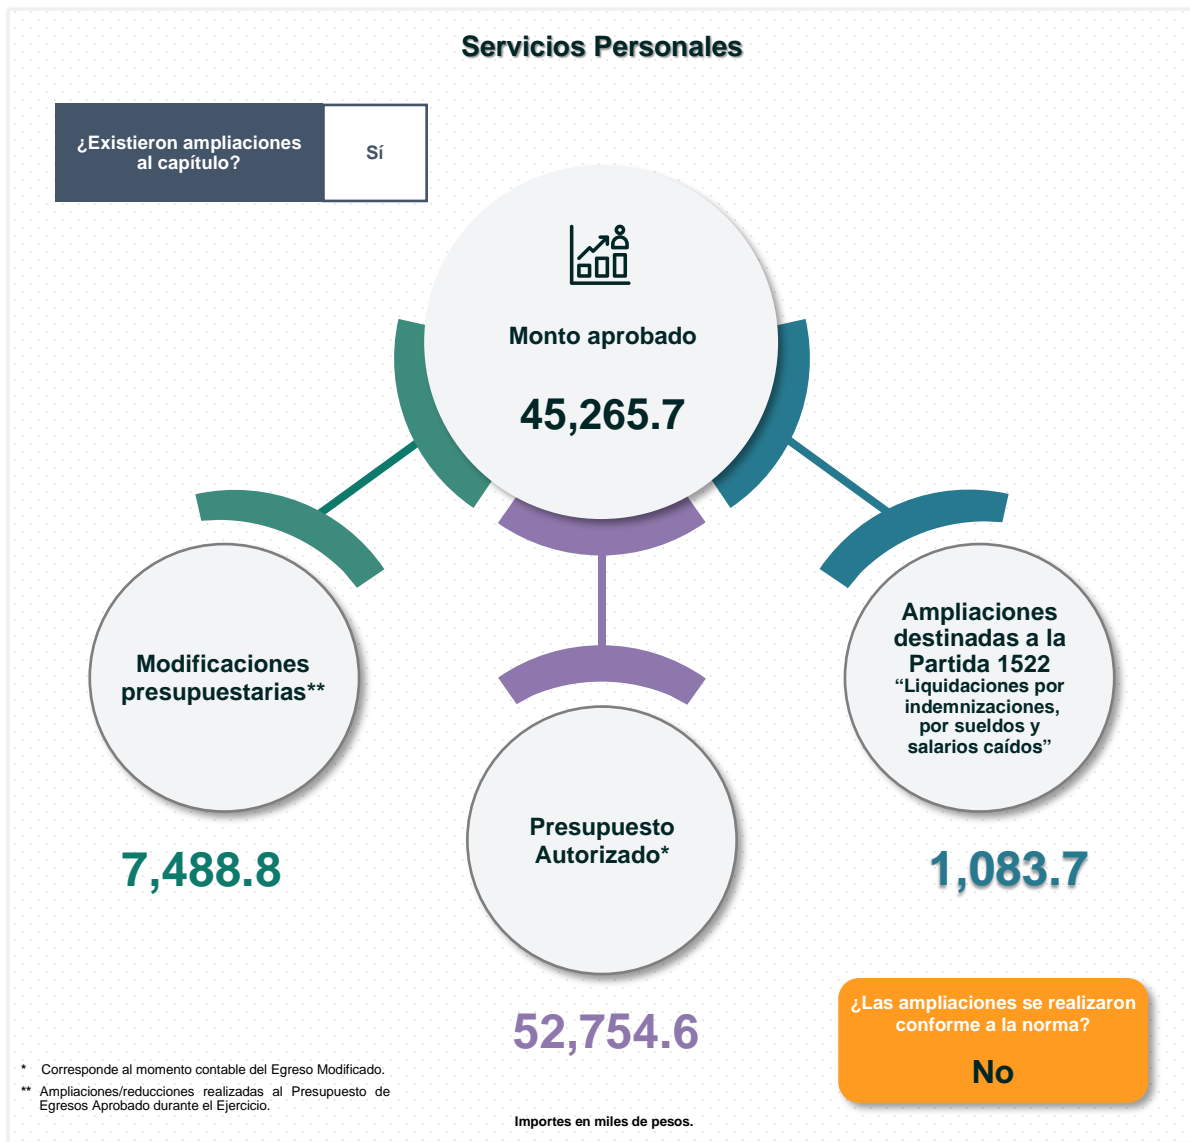 Servicios Personales
¿Existieron ampliaciones
al capítulo?
Sí
Monto aprobado
45,265.7
Modificaciones
presupuestarias**
7,488.8
Presupuesto
Autorizado*
52,754.6
Ampliaciones
destinadas a la
Partida 1522
“Liquidaciones por
indemnizaciones,
por sueldos y
salarios caídos”
1,083.7
¿Las ampliaciones se realizaron
conforme a la norma?
No
* Corresponde al momento contable del Egreso Modificado.
** Ampliaciones/reducciones realizadas al Presupuesto de
Egresos Aprobado durante el Ejercicio.
Importes en miles de pesos.